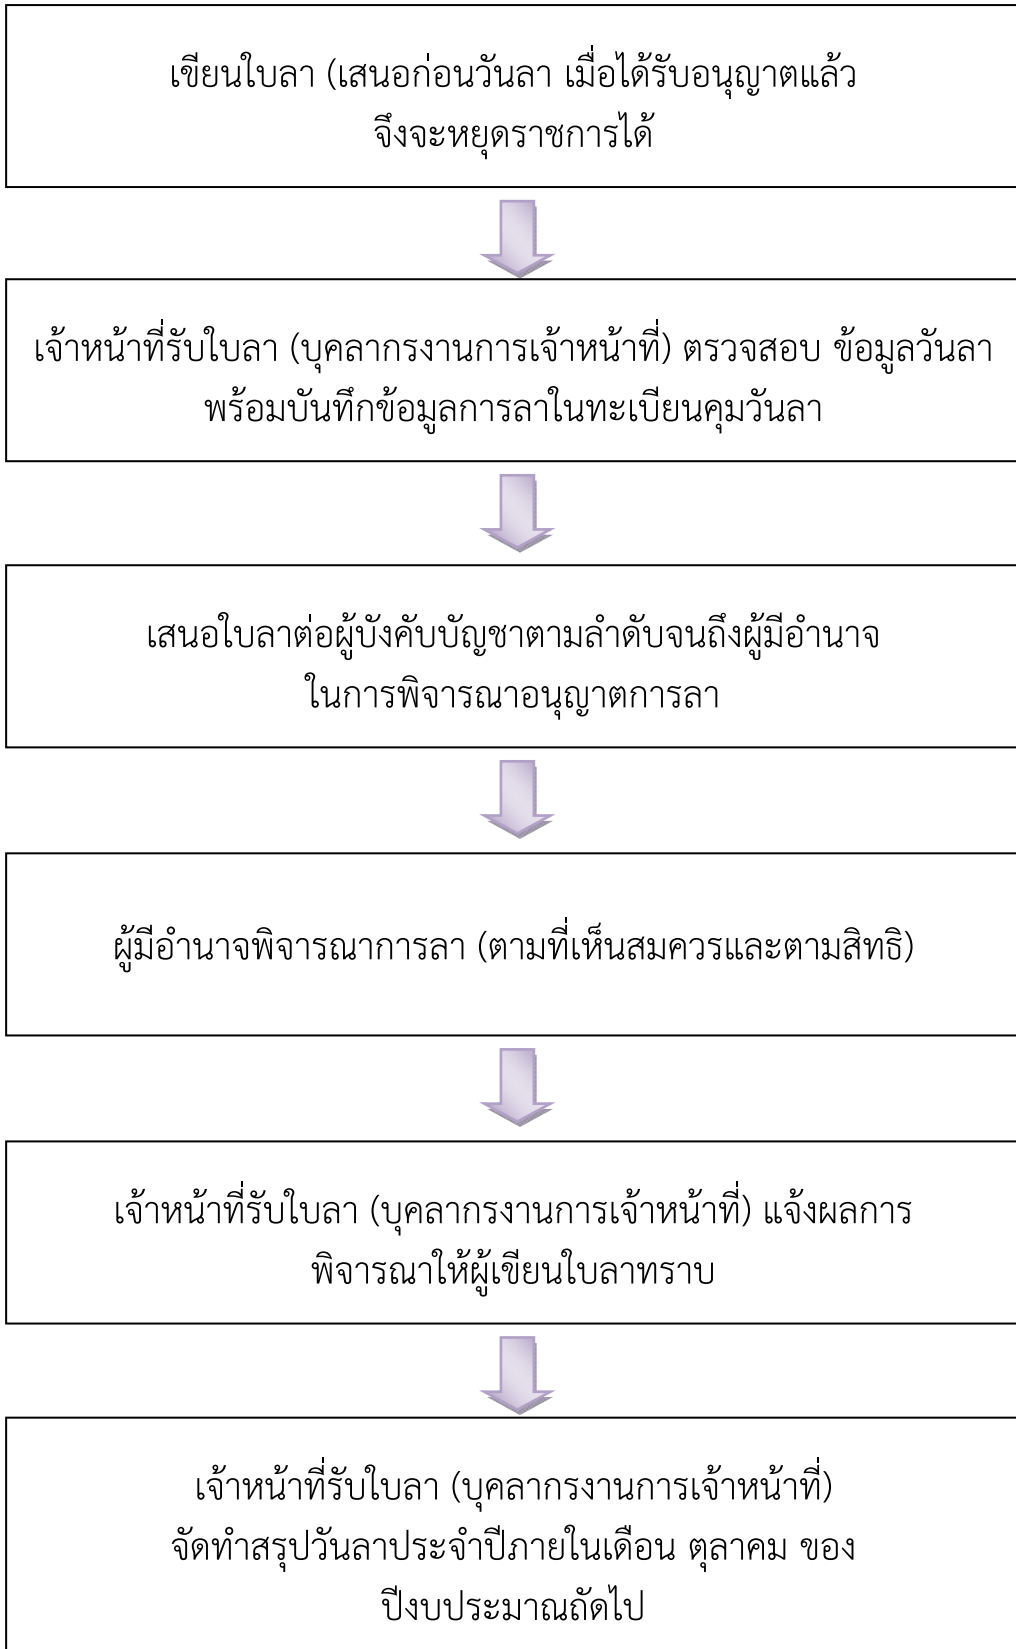 เขียนใบลา (เสนอก่อนวันลา เมื่อได้รับอนุญาตแล้ว
จึงจะหยุดราชการได้
เจ้าหน้าที่รับใบลา (บุคลากรงานการเจ้าหน้าที่) ตรวจสอบ ข้อมูลวันลา
พร้อมบันทึกข้อมูลการลาในทะเบียนคุมวันลา
เสนอใบลาต่อผู้บังคับบัญชาตามลำดับจนถึงผู้มีอำนาจ
ในการพิจารณาอนุญาตการลา
ผู้มีอำนาจพิจารณาการลา (ตามที่เห็นสมควรและตามสิทธิ)
เจ้าหน้าที่รับใบลา (บุคลากรงานการเจ้าหน้าที่) แจ้งผลการ
พิจารณาให้ผู้เขียนใบลาทราบ
เจ้าหน้าที่รับใบลา (บุคลากรงานการเจ้าหน้าที่)
จัดทำสรุปวันลาประจำปีภายในเดือน ตุลาคม ของ
ปีงบประมาณถัดไป